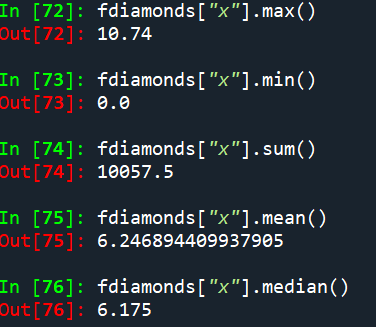 In [72]: fdiamonds["x"].max()
Out[72]: 10.74
In [73]: fdiamonds["x"].min()
Out[73]: 0.0
In [74]: fdiamonds["x"].sum()
Out[74]: 10057.5
In [75]: fdiamonds["x"].mean()
Out[75]: 6.246894409937905
In [76]: fdiamonds["x"].median()
Out[76]: 6.175